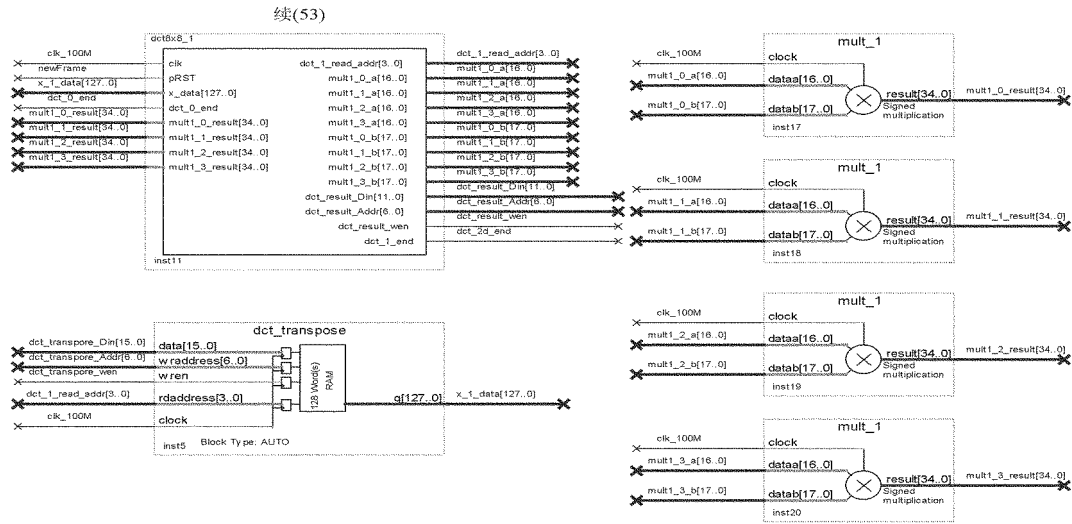 续(53)
dct8x8_1
clk_100M
newFrame
x_1_data[127..0]
dct_0_end
mult1_0_result[34..0]
mult1_1_result[34..0]
mult1_2_result[34..0]
mult1_3_result[34..0]
clk
pRST
x_data[127..0]
dct_0_end
mult1_0_result[34..0]
mult1_1_result[34..0]
mult1_2_result[34..0]
mult1_3_result[34..0]
dct_1_read_addr[3..0]
mult1_0_a[16..0]
mult1_1_a[16..0]
mult1_2_a[16..0]
mult1_3_a[16..0]
mult1_0_b[17..0]
mult1_1_b[17..0]
mult1_2_b[17..0]
mult1_3_b[17..0]
dct_result_Din[11..0]
dct_result_Addr[6..0]
dct_result_wen
dct_1_end
dct_1_read_addr[3..0]
mult1_0_a[16..0]
mult1_1_a[16..0]
mult1_2_a[16..0]
mult1_3_a[16..0]
mult1_0_b[17..0]
mult1_1_b[17..0]
mult1_2_b[17..0]
mult1_3_b[17..0]
dct_result_Din[11..0]
dct_result_Addr[6..0]
dct_result_wen
dct_2d_end
inst11
mult_1
clk_100M
mult1_0_a[16..0]
mult1_0_b[17..0]
clock
dataa[16..0]
datab[17..0]
result[34..0]
Signed
multiplication
mult1_0_result[34..0]
inst17
mult_1
clk_100M
mult1_1_a[16..0]
mult1_1_b[17..0]
clock
dataa[16..0]
datab[17..0]
result[34..0]
Signed
multiplication
mult1_1_result[34..0]
inst18
dct_transpose
dct_transpore_Din[15..0]
dct_transpore_Addr[6..0]
dct_transpore_wen
dct_1_read_addr[3..0]
clk_100M
data[15..0]
wraddress[6..0]
wren
rdaddress[3..0]
clock
128 Word(s)
RAM
q[127..0]
x_1_data[127..0]
inst5
Block Type: AUTO
mult_1
clk_100M
mult1_2_a[16..0]
mult1_2_b[17..0]
clock
dataa[16..0]
datab[17..0]
result[34..0]
Signed
multiplication
mult1_2_result[34..0]
inst19
mult_1
clk_100M
mult1_3_a[16..0]
mult1_3_b[17..0]
clock
dataa[16..0]
datab[17..0]
result[34..0]
Signed
multiplication
mult1_3_result[34..0]
inst20